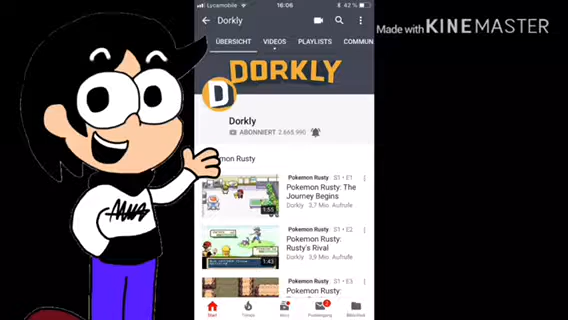 Lycamobile
16:06
42 %
Dorkly
Made with KINEMASTER
ÜBERSICHT VIDEOS PLAYLISTS COMMUN
DORKLY
D
Dorkly
ABONNIERT 2.665.990
mon Rusty
Pokemon Rusty S1 • E1
Pokemon Rusty: The
Journey Begins
Dorkly 3,7 Mio. Aufrufe
1:55
Pokemon Rusty S1 • E2
Pokemon Rusty:
Rusty's Rival
Dorkly 3,9 Mio. Aufrufe
1:43
Pokemon Rusty S1 • E3
Pokemon Rusty:
Start Trends Abos Posteingang Bibliothek
2